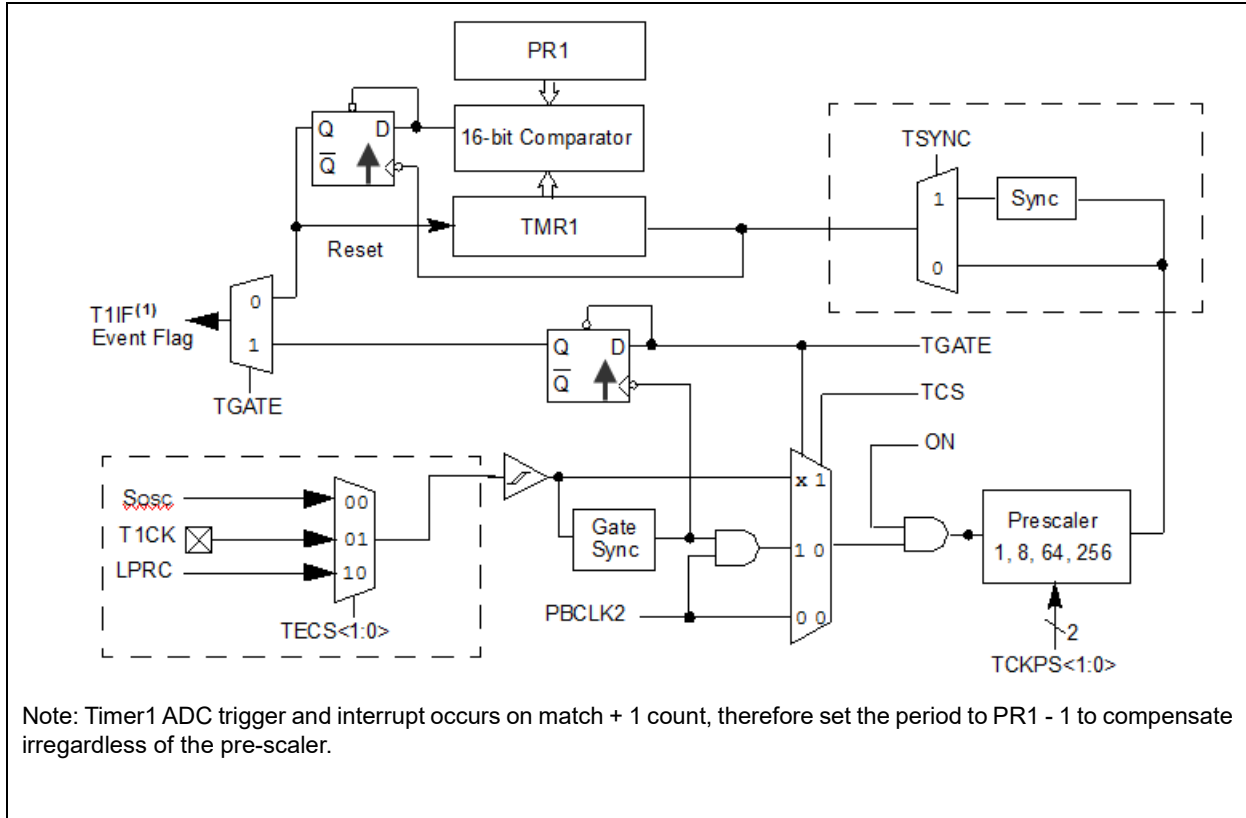 PR1
Q D
Q
16-bit Comparator
TSYNC
1
Sync
TMR1
Reset
0
T1IF(1)
Event Flag
0
1
TGATE
Q D
Q
TGATE
TCS
ON
Sosc
T1CK
LPRC
00
01
10
TECS<1:0>
Gate
Sync
PBCLK2
x 1
1 0
0 0
Prescaler
1, 8, 64, 256
2
TCKPS<1:0>
Note: Timer1 ADC trigger and interrupt occurs on match + 1 count, therefore set the period to PR1 - 1 to compensate
irregardless of the pre-scaler.